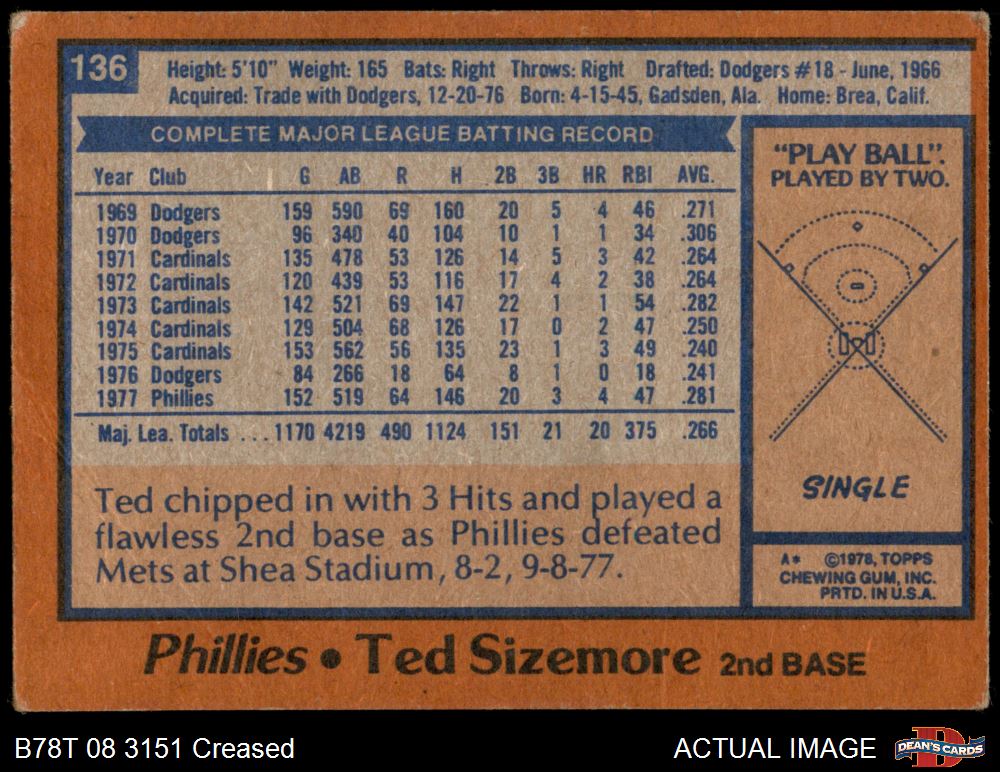 136
Height: 5'10" Weight: 165 Bats: Right Throws: Right Drafted: Dodgers #18 - June, 1966
Acquired: Trade with Dodgers, 12-20-76 Born: 4-15-45, Gadsden, Ala. Home: Brea, Calif.
COMPLETE MAJOR LEAGUE BATTING RECORD
Year Club G AB R H 2B 3B HR RBI AVG.
1969 Dodgers 159 590 69 160 20 5 4 46 .271
1970 Dodgers 96 340 40 104 10 1 1 34 .306
1971 Cardinals 135 478 53 126 14 5 3 42 .264
1972 Cardinals 120 439 53 116 17 4 2 38 .264
1973 Cardinals 142 521 69 147 22 1 1 54 .282
1974 Cardinals 129 504 68 126 17 0 2 47 .250
1975 Cardinals 153 562 56 135 23 1 3 49 .240
1976 Dodgers 84 266 18 64 8 1 0 18 .241
1977 Phillies 152 519 64 146 20 3 4 47 .281
Maj. Lea. Totals ... 1170 4219 490 1124 151 21 20 375 .266
Ted chipped in with 3 Hits and played a
flawless 2nd base as Phillies defeated
Mets at Shea Stadium, 8-2, 9-8-77.
"PLAY BALL".
PLAYED BY TWO.
SINGLE
A* ©1978, TOPPS
CHEWING GUM, INC.
PRTD. IN U.S.A.
Phillies • Ted Sizemore 2nd BASE
B78T 08 3151 Creased
ACTUAL IMAGE
DEAN'S CARDS